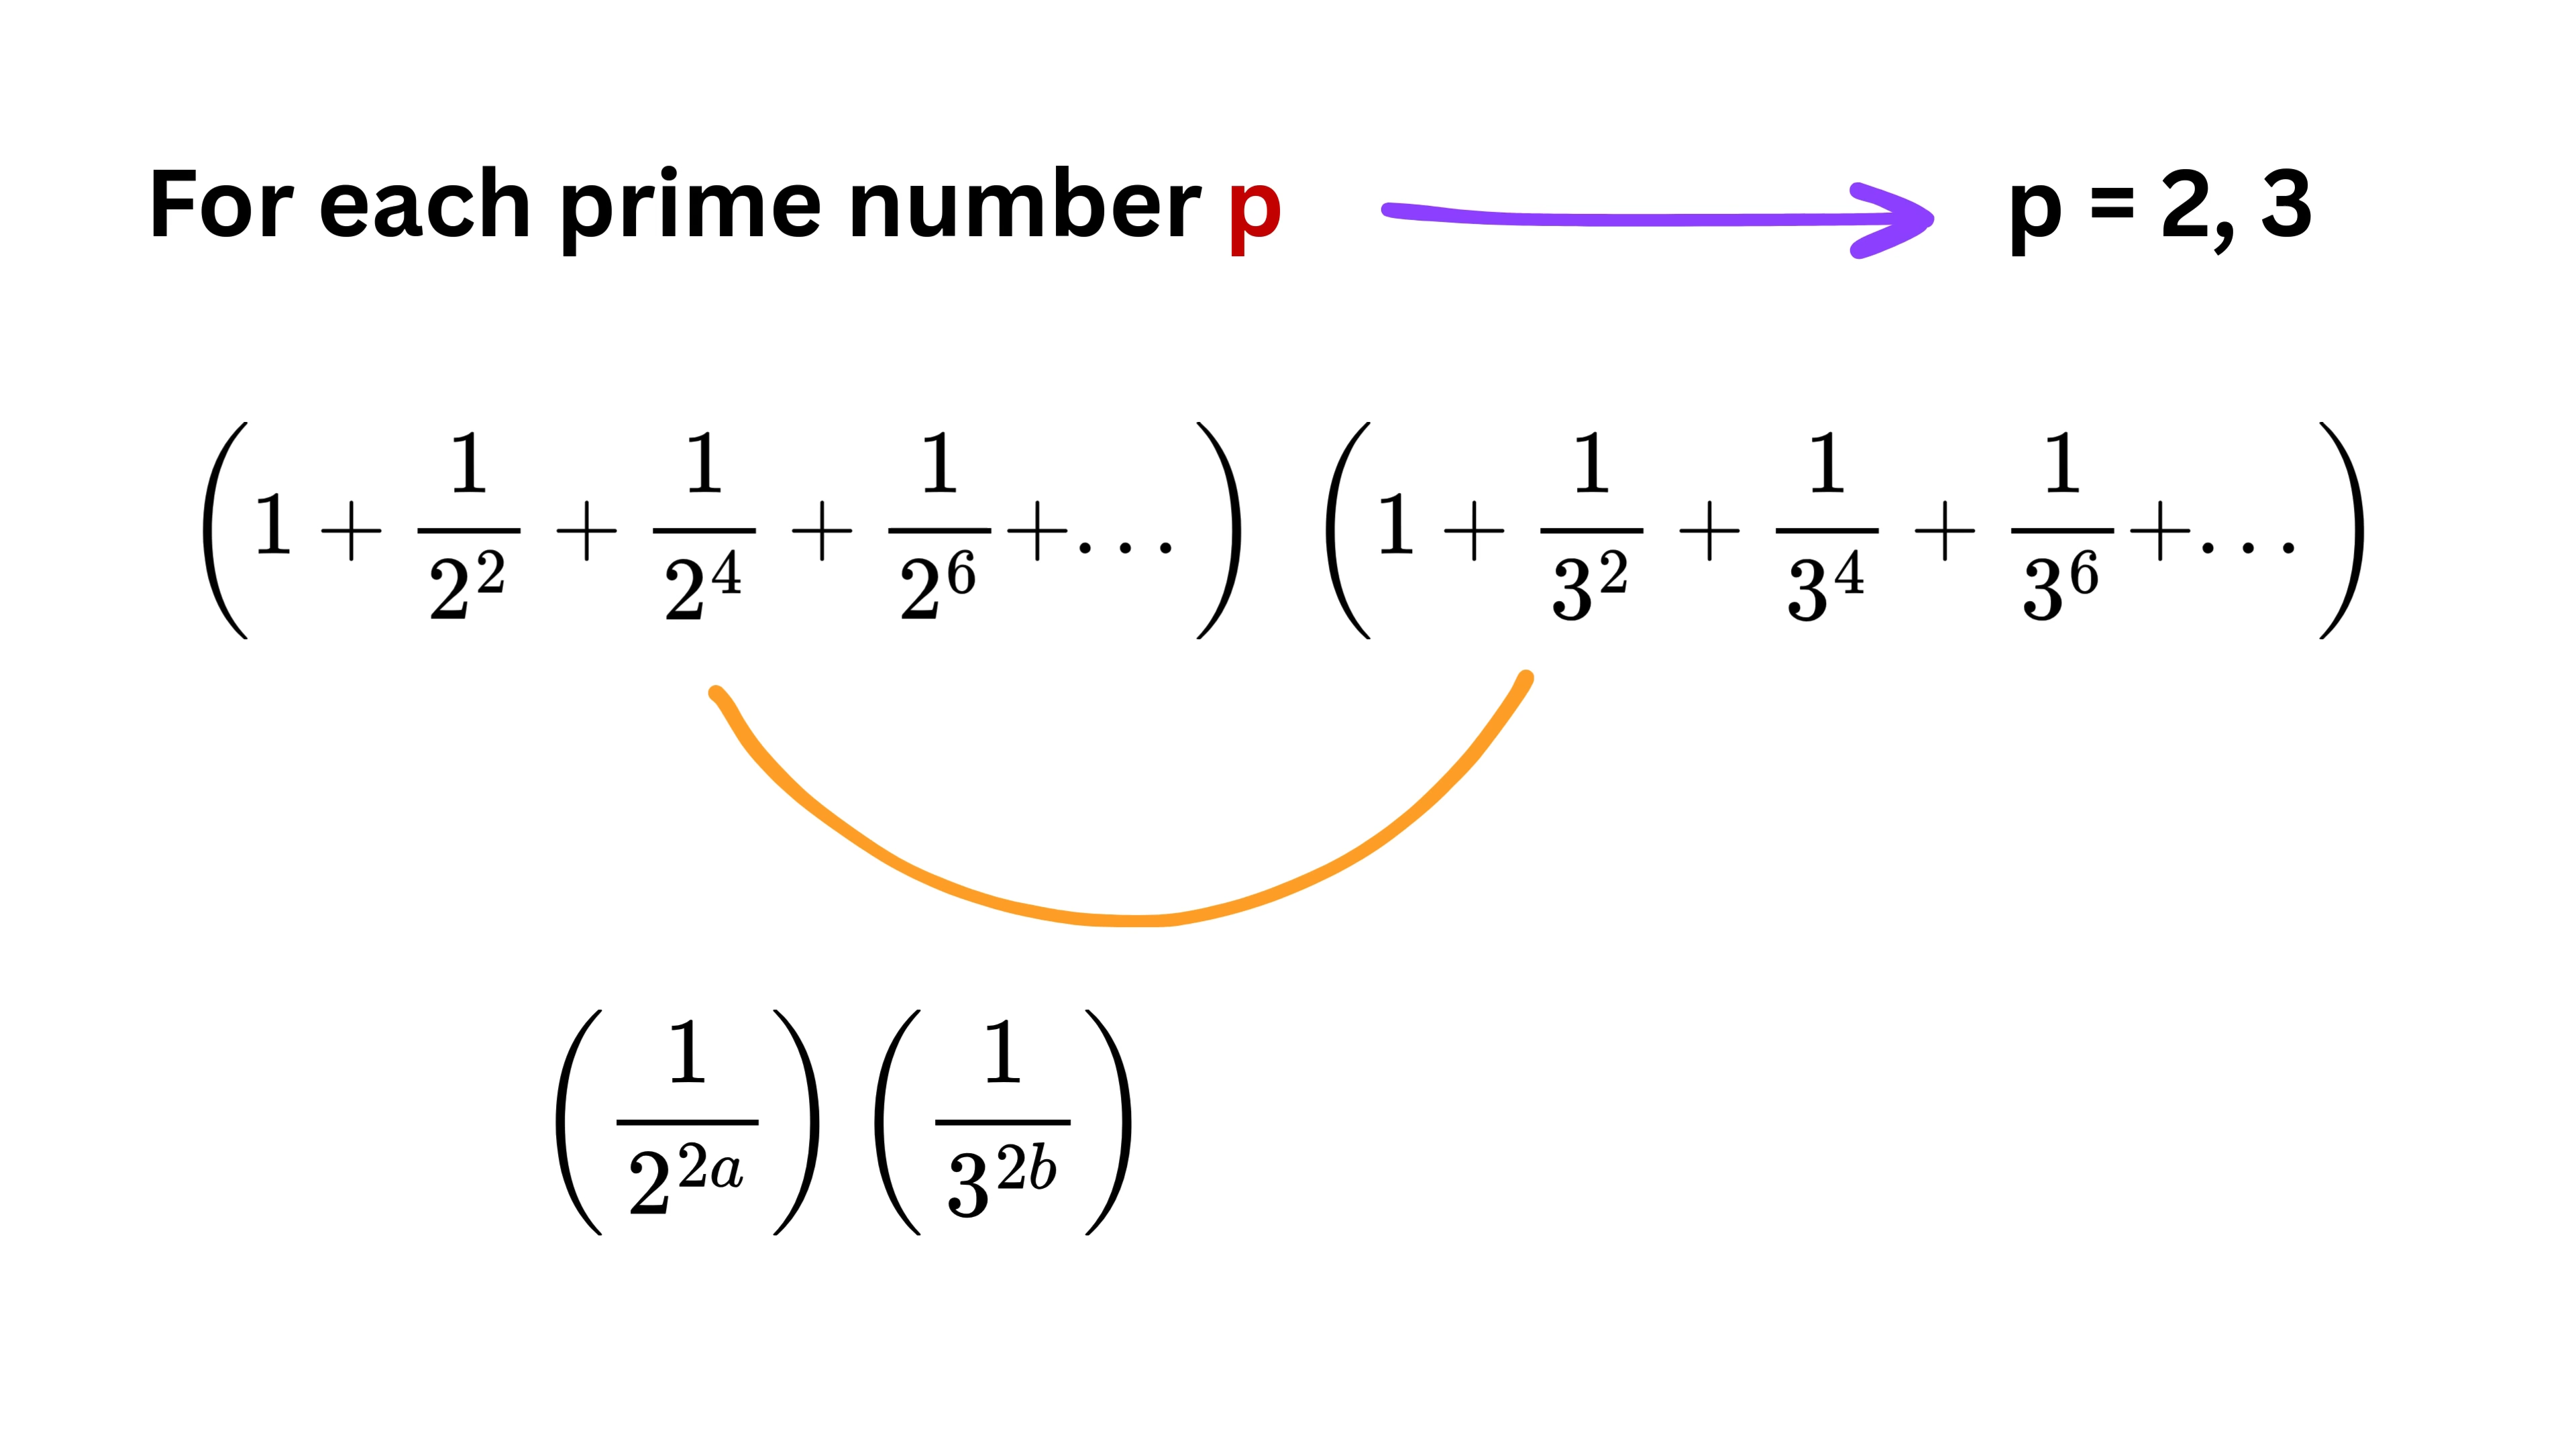 For each prime number p p = 2, 3
(1 + 1/2^2 + 1/2^4 + 1/2^6 +...) (1 + 1/3^2 + 1/3^4 + 1/3^6 +...)
(1/2^{2a}) (1/3^{2b})